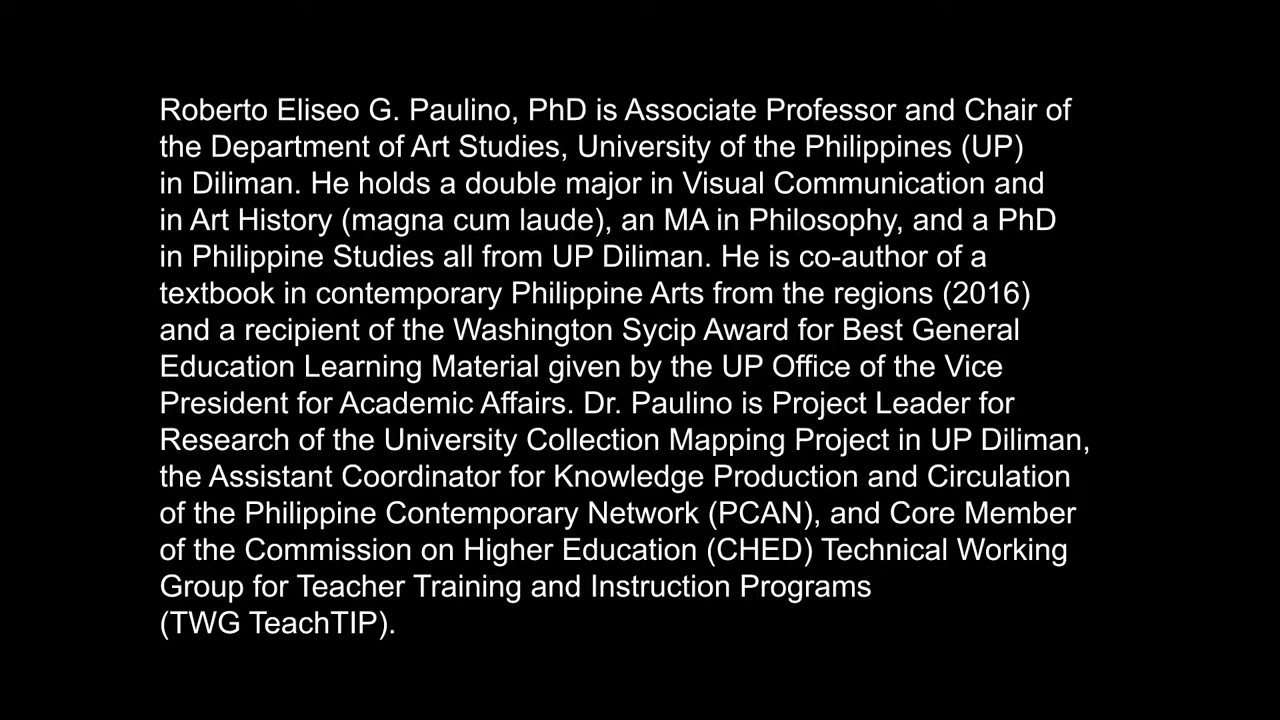 Roberto Eliseo G. Paulino, PhD is Associate Professor and Chair of
the Department of Art Studies, University of the Philippines (UP)
in Diliman. He holds a double major in Visual Communication and
in Art History (magna cum laude), an MA in Philosophy, and a PhD
in Philippine Studies all from UP Diliman. He is co-author of a
textbook in contemporary Philippine Arts from the regions (2016)
and a recipient of the Washington Sycip Award for Best General
Education Learning Material given by the UP Office of the Vice
President for Academic Affairs. Dr. Paulino is Project Leader for
Research of the University Collection Mapping Project in UP Diliman,
the Assistant Coordinator for Knowledge Production and Circulation
of the Philippine Contemporary Network (PCAN), and Core Member
of the Commission on Higher Education (CHED) Technical Working
Group for Teacher Training and Instruction Programs
(TWG TeachTIP).